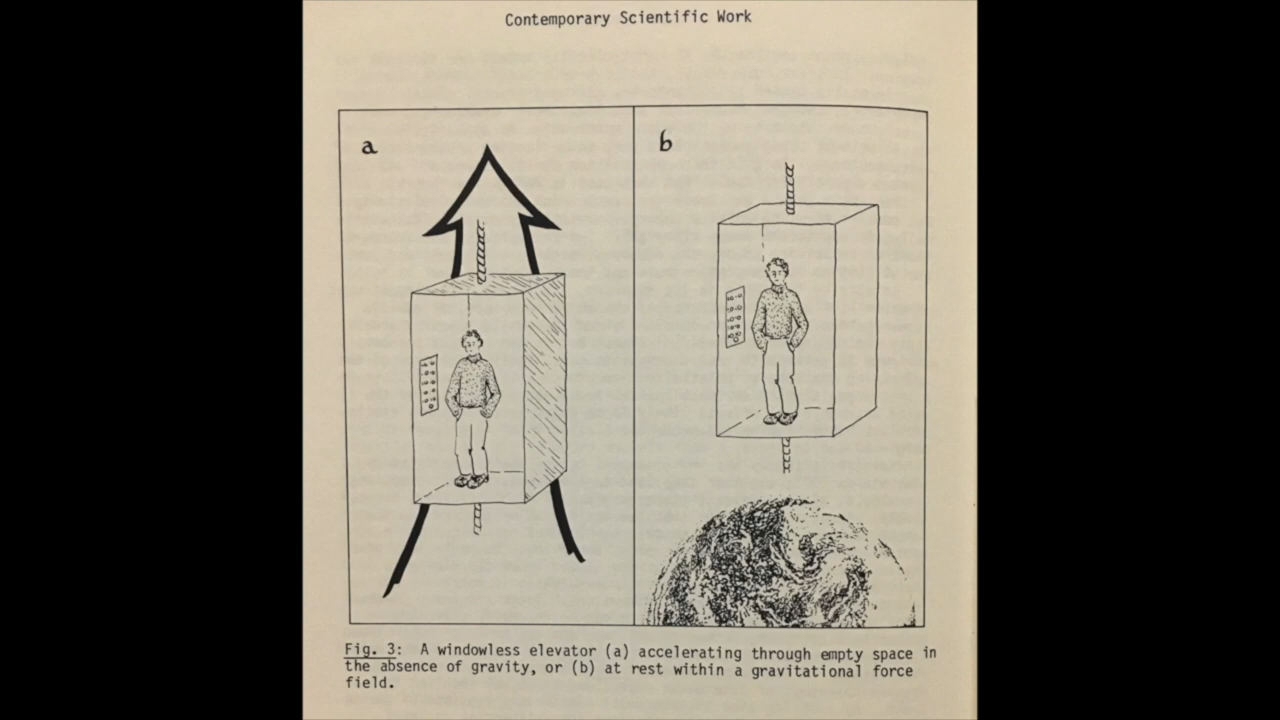 Contemporary Scientific Work
a
b
Fig. 3: A windowless elevator (a) accelerating through empty space in
the absence of gravity, or (b) at rest within a gravitational force
field.